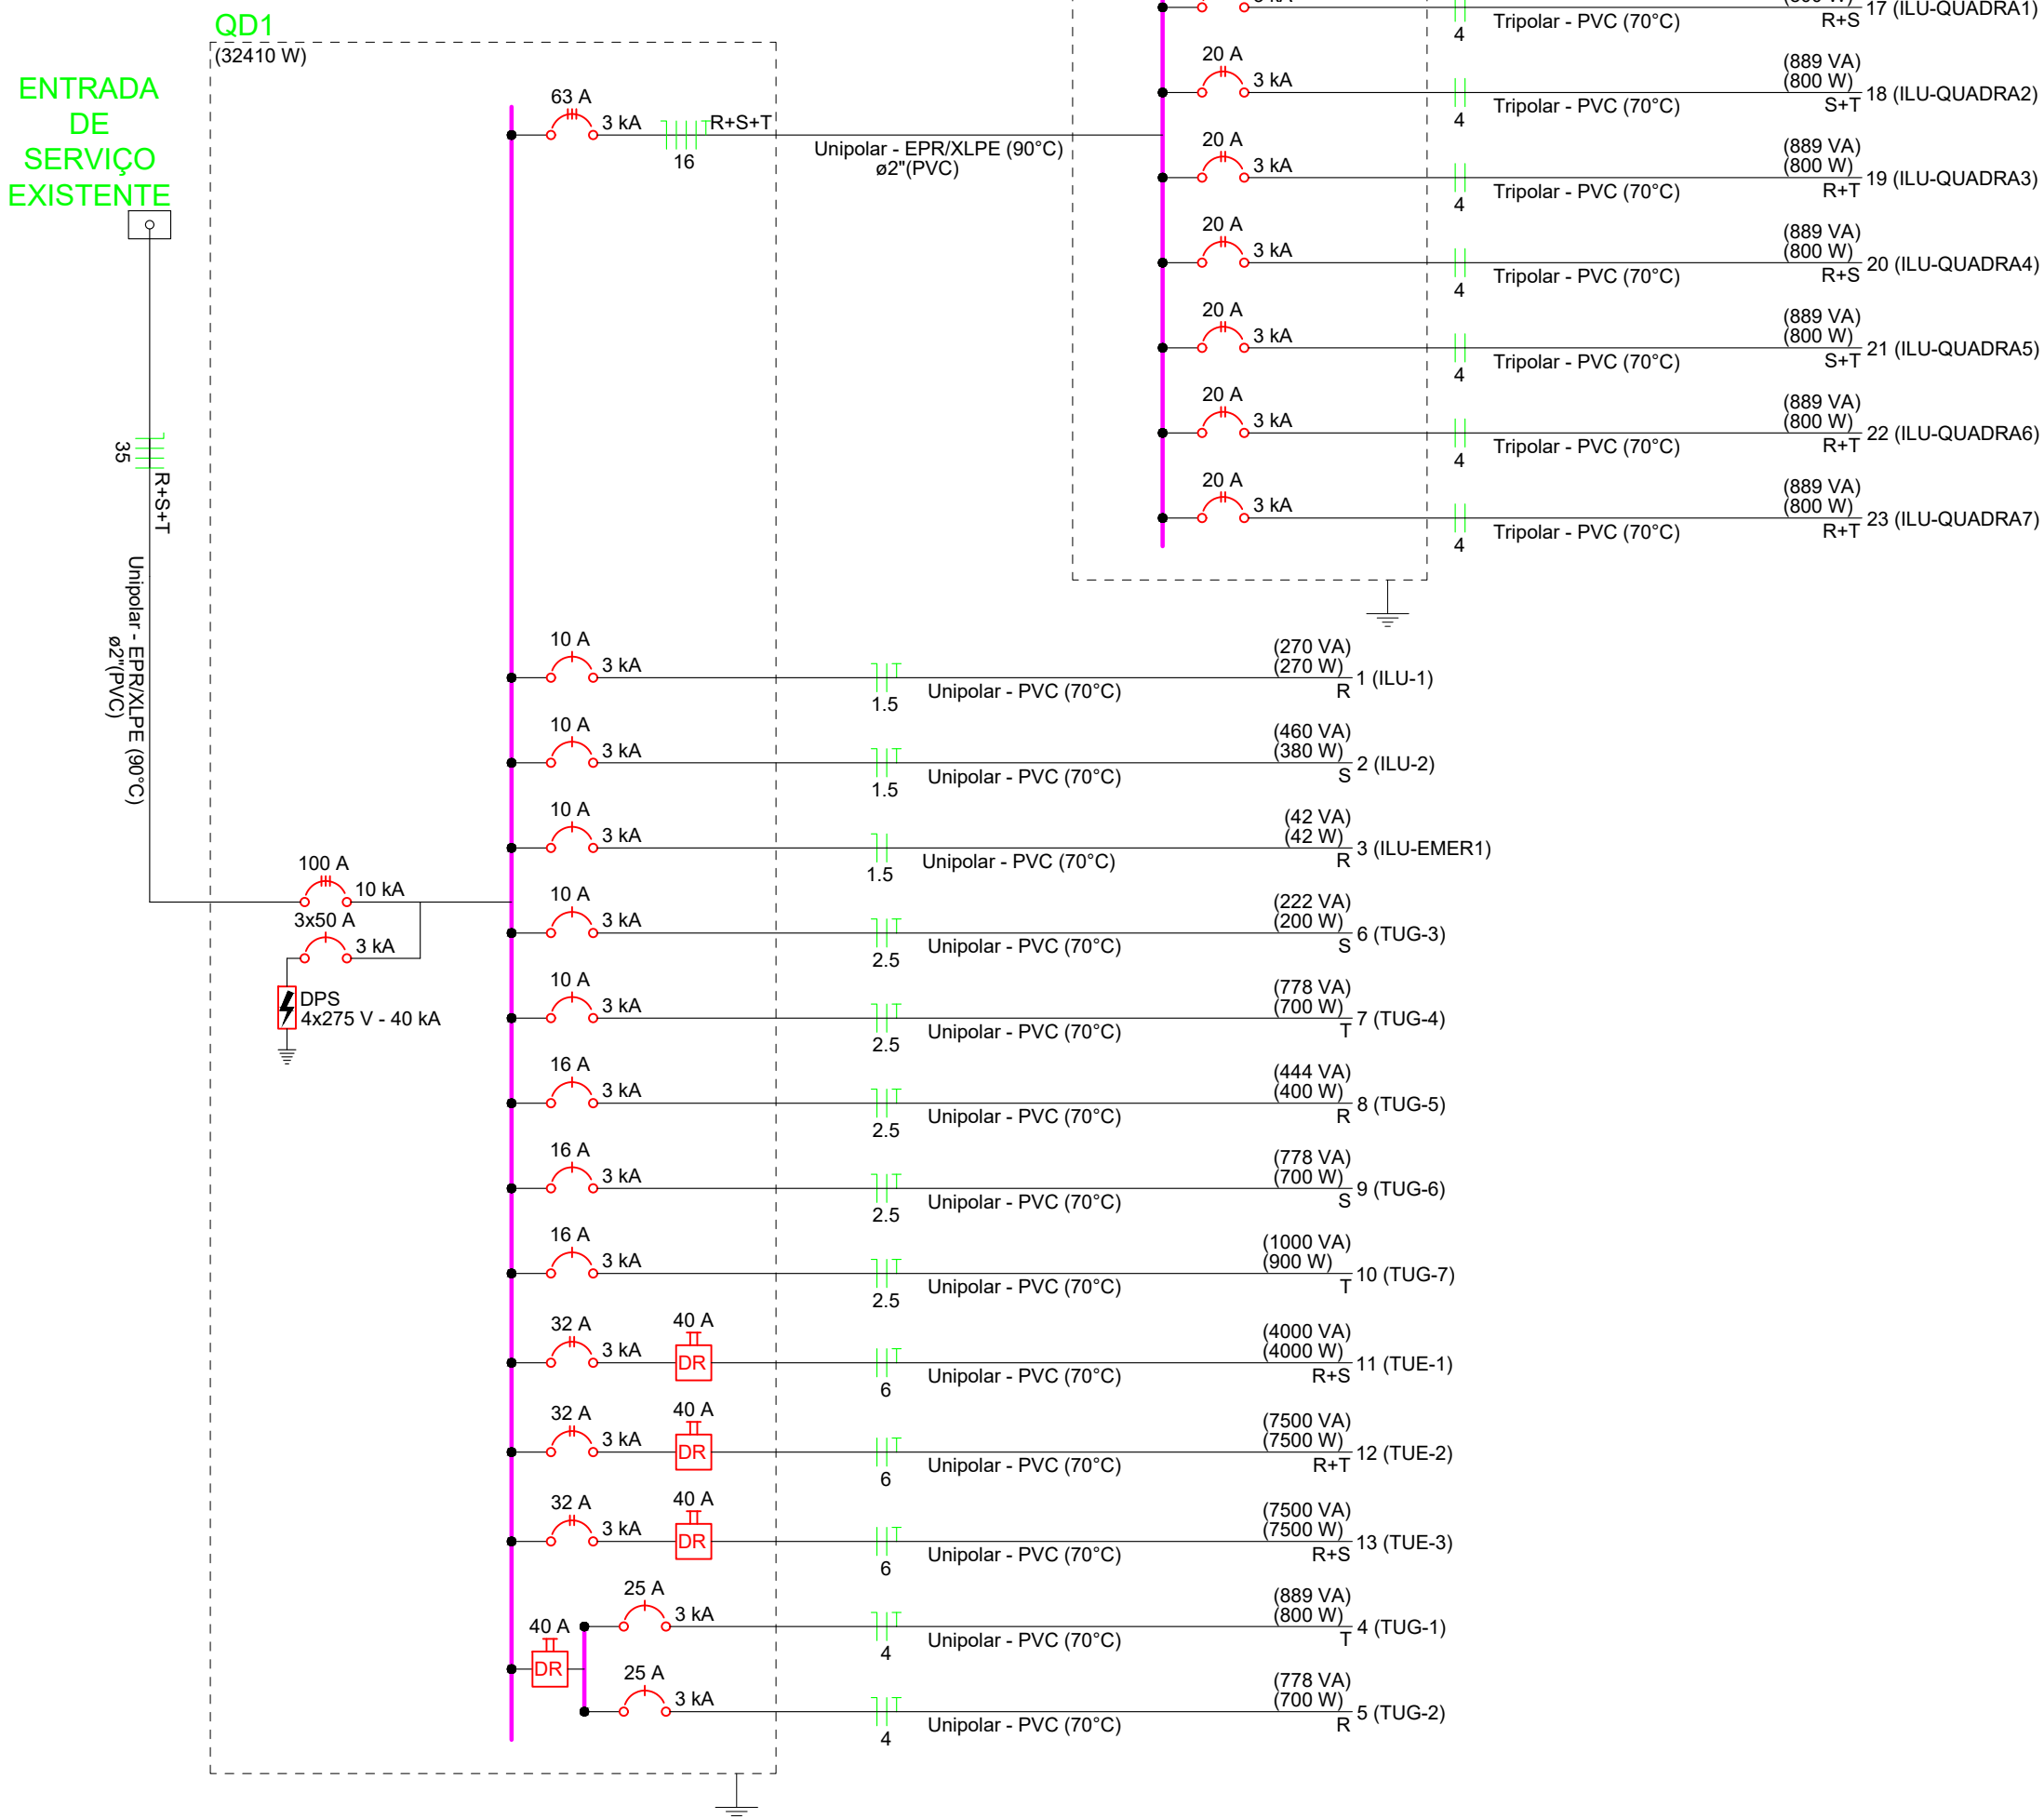 QD1
(32410 W)
ENTRADA
DE
SERVIÇO
EXISTENTE
35
R+S+T
Unipolar - EPR/XLPE (90°C)
ø2"(PVC)
100 A
10 kA
3x50 A
3 kA
DPS
4x275 V - 40 kA
63 A
3 kA
R+S+T
16
Unipolar - EPR/XLPE (90°C)
ø2"(PVC)
4
Tripolar - PVC (70°C)
R+S
17 (ILU-QUADRA1)
20 A
3 kA
4
Tripolar - PVC (70°C)
(889 VA)
(800 W)
S+T
18 (ILU-QUADRA2)
20 A
3 kA
4
Tripolar - PVC (70°C)
(889 VA)
(800 W)
R+T
19 (ILU-QUADRA3)
20 A
3 kA
4
Tripolar - PVC (70°C)
(889 VA)
(800 W)
R+S
20 (ILU-QUADRA4)
20 A
3 kA
4
Tripolar - PVC (70°C)
(889 VA)
(800 W)
S+T
21 (ILU-QUADRA5)
20 A
3 kA
4
Tripolar - PVC (70°C)
(889 VA)
(800 W)
R+T
22 (ILU-QUADRA6)
20 A
3 kA
4
Tripolar - PVC (70°C)
(889 VA)
(800 W)
R+T
23 (ILU-QUADRA7)
10 A
3 kA
1.5
Unipolar - PVC (70°C)
(270 VA)
(270 W)
R
1 (ILU-1)
10 A
3 kA
1.5
Unipolar - PVC (70°C)
(460 VA)
(380 W)
S
2 (ILU-2)
10 A
3 kA
1.5
Unipolar - PVC (70°C)
(42 VA)
(42 W)
R
3 (ILU-EMER1)
10 A
3 kA
2.5
Unipolar - PVC (70°C)
(222 VA)
(200 W)
S
6 (TUG-3)
10 A
3 kA
2.5
Unipolar - PVC (70°C)
(778 VA)
(700 W)
T
7 (TUG-4)
16 A
3 kA
2.5
Unipolar - PVC (70°C)
(444 VA)
(400 W)
R
8 (TUG-5)
16 A
3 kA
2.5
Unipolar - PVC (70°C)
(778 VA)
(700 W)
S
9 (TUG-6)
16 A
3 kA
2.5
Unipolar - PVC (70°C)
(1000 VA)
(900 W)
T
10 (TUG-7)
32 A
3 kA
40 A
DR
6
Unipolar - PVC (70°C)
(4000 VA)
(4000 W)
R+S
11 (TUE-1)
32 A
3 kA
40 A
DR
6
Unipolar - PVC (70°C)
(7500 VA)
(7500 W)
R+T
12 (TUE-2)
32 A
3 kA
40 A
DR
6
Unipolar - PVC (70°C)
(7500 VA)
(7500 W)
R+S
13 (TUE-3)
40 A
DR
25 A
3 kA
4
Unipolar - PVC (70°C)
(889 VA)
(800 W)
T
4 (TUG-1)
25 A
3 kA
4
Unipolar - PVC (70°C)
(778 VA)
(700 W)
R
5 (TUG-2)